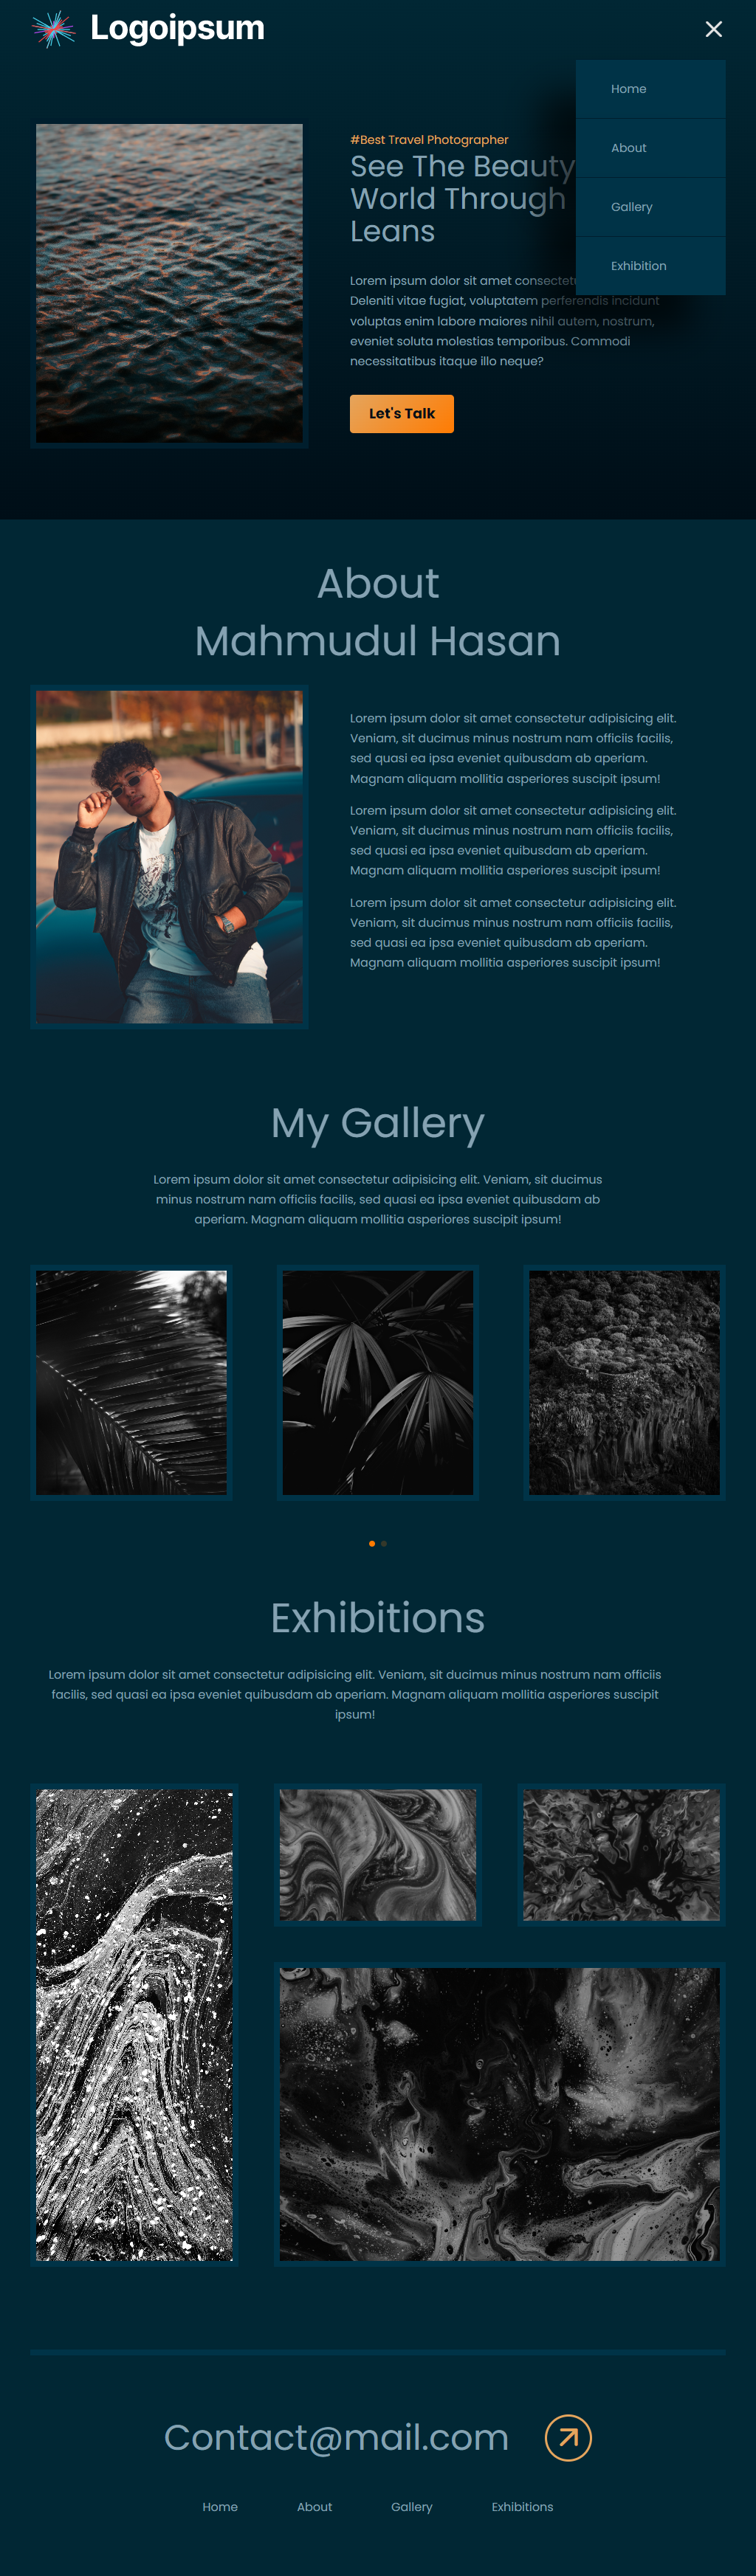 Logoipsum
Home
About
Gallery
Exhibition
#Best Travel Photographer
See The Beauty
World Through
Leans
Lorem ipsum dolor sit amet
Deleniti vitae fugiat, voluptatem perferendis incidunt
voluptas enim labore maiores nihil autem, nostrum,
eveniet soluta molestias temporibus. Commodi
necessitatibus itaque illo neque?
Let's Talk
About
Mahmudul Hasan
Lorem ipsum dolor sit amet consectetur adipisicing elit.
Veniam, sit ducimus minus nostrum nam officiis facilis,
sed quasi ea ipsa eveniet quibusdam ab aperiam.
Magnam aliquam mollitia asperiores suscipit ipsum!
Lorem ipsum dolor sit amet consectetur adipisicing elit.
Veniam, sit ducimus minus nostrum nam officiis facilis,
sed quasi ea ipsa eveniet quibusdam ab aperiam.
Magnam aliquam mollitia asperiores suscipit ipsum!
Lorem ipsum dolor sit amet consectetur adipisicing elit.
Veniam, sit ducimus minus nostrum nam officiis facilis,
sed quasi ea ipsa eveniet quibusdam ab aperiam.
Magnam aliquam mollitia asperiores suscipit ipsum!
My Gallery
Lorem ipsum dolor sit amet consectetur adipisicing elit. Veniam, sit ducimus
minus nostrum nam officiis facilis, sed quasi ea ipsa eveniet quibusdam ab
aperiam. Magnam aliquam mollitia asperiores suscipit ipsum!
Exhibitions
Lorem ipsum dolor sit amet consectetur adipisicing elit. Veniam, sit ducimus minus nostrum nam officiis
facilis, sed quasi ea ipsa eveniet quibusdam ab aperiam. Magnam aliquam mollitia asperiores suscipit
ipsum!
Contact@mail.com
Home
About
Gallery
Exhibitions